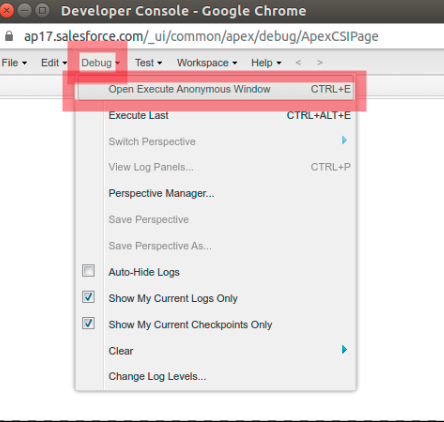 Developer Console - Google Chrome
ap17.salesforce.com/_ui/common/apex/debug/ApexCSIPage
File Edit Debug Test Workspace Help < >
Open Execute Anonymous Window CTRL+E
Execute Last CTRL+ALT+E
Switch Perspective
View Log Panels... CTRL+P
Perspective Manager...
Save Perspective
Save Perspective As...
Auto-Hide Logs
Show My Current Logs Only
Show My Current Checkpoints Only
Clear
Change Log Levels...